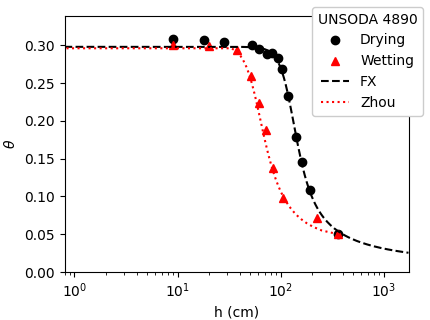 UNSODA 4890
Drying
Wetting
FX
Zhou
0.30
0.25
0.20
0.15
0.10
0.05
0.00
θ
10⁰
10¹
10²
10³
h (cm)